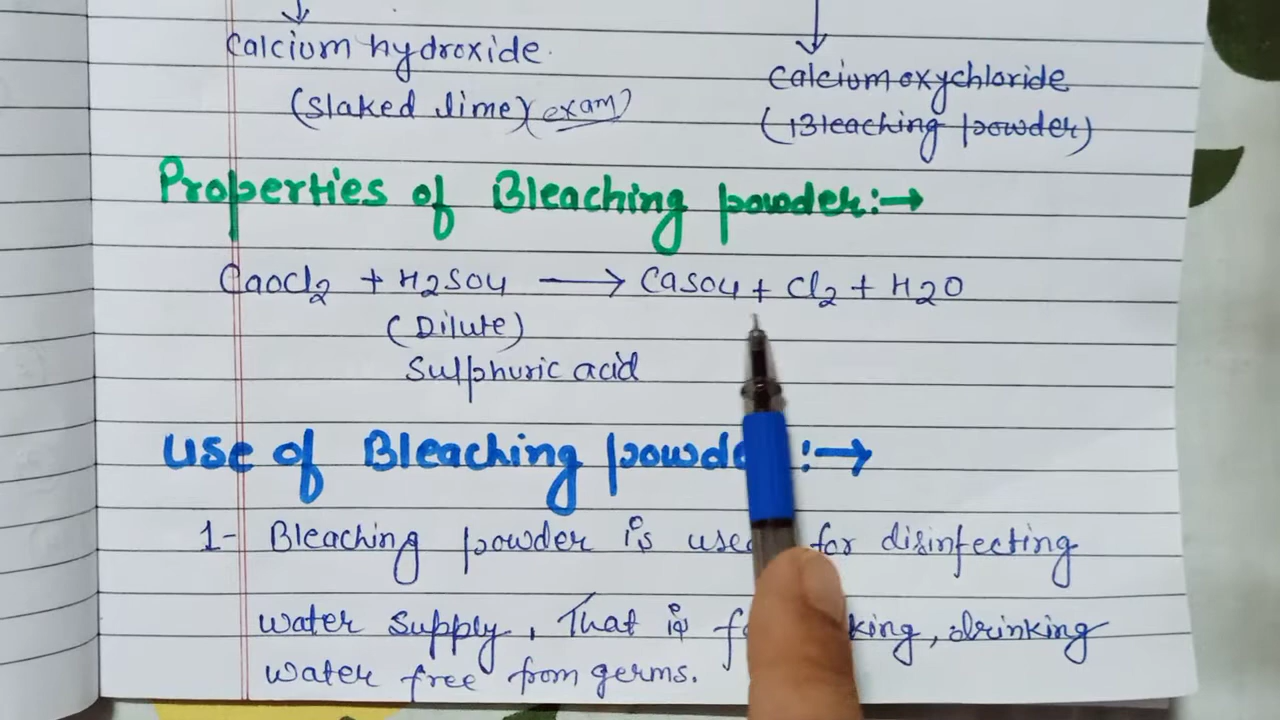 Calcium hydroxide.
(Slaked lime) (exam)
Calcium oxychloride
(Bleaching powder)
Properties of Bleaching powder:→
CaOCl2 + H2SO4 → CaSO4 + Cl2 + H2O
(Dilute)
Sulphuric acid
Use of Bleaching powde :→
1- Bleaching powder is use for disinfecting
water supply, That is king, drinking
water free from germs.